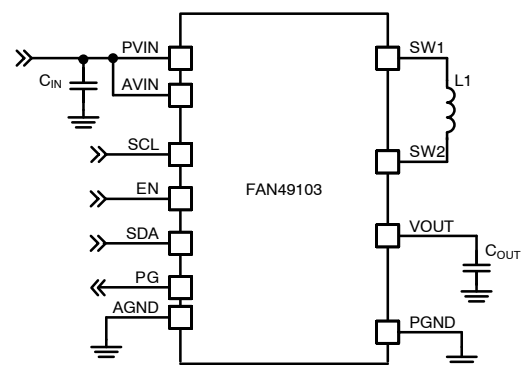 PVIN
SW1
C_IN
AVIN
L1
SCL
SW2
EN
FAN49103
SDA
VOUT
C_OUT
PG
AGND
PGND